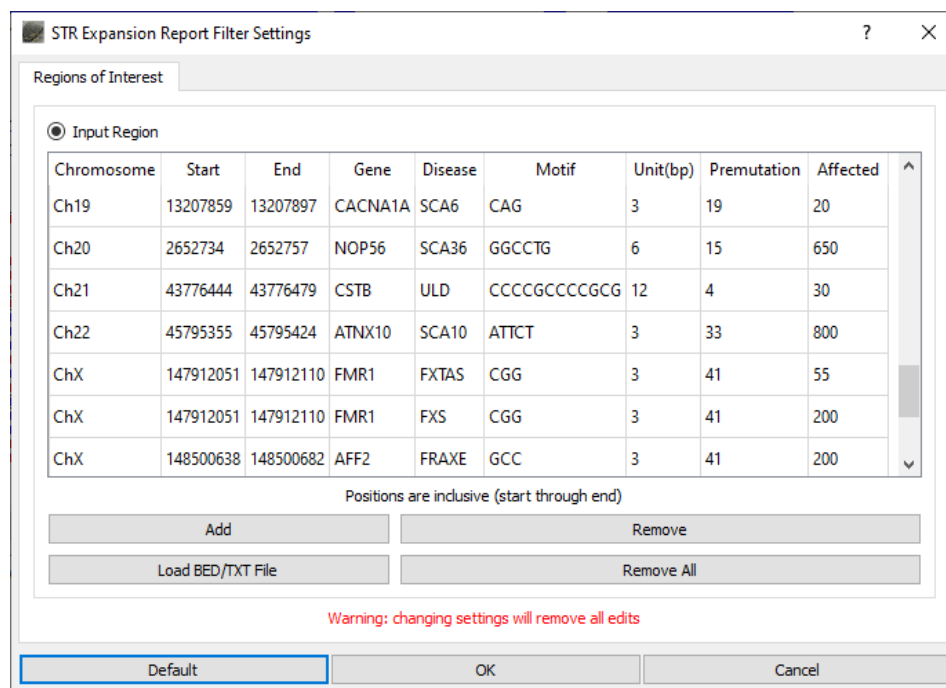 STR Expansion Report Filter Settings ?
Regions of Interest
Input Region
Chromosome Start End Gene Disease Motif Unit(bp) Premutation Affected
Ch19 13207859 13207897 CACNA1A SCA6 CAG 3 19 20
Ch20 2652734 2652757 NOP56 SCA36 GGCCTG 6 15 650
Ch21 43776444 43776479 CSTB ULD CCCCGCCCCGCG 12 4 30
Ch22 45795355 45795424 ATNX10 SCA10 ATTCT 3 33 800
ChX 147912051 147912110 FMR1 FXTAS CGG 3 41 55
ChX 147912051 147912110 FMR1 FXS CGG 3 41 200
ChX 148500638 148500682 AFF2 FRAXE GCC 3 41 200
Positions are inclusive (start through end)
Add Remove
Load BED/TXT File Remove All
Warning: changing settings will remove all edits
Default OK Cancel